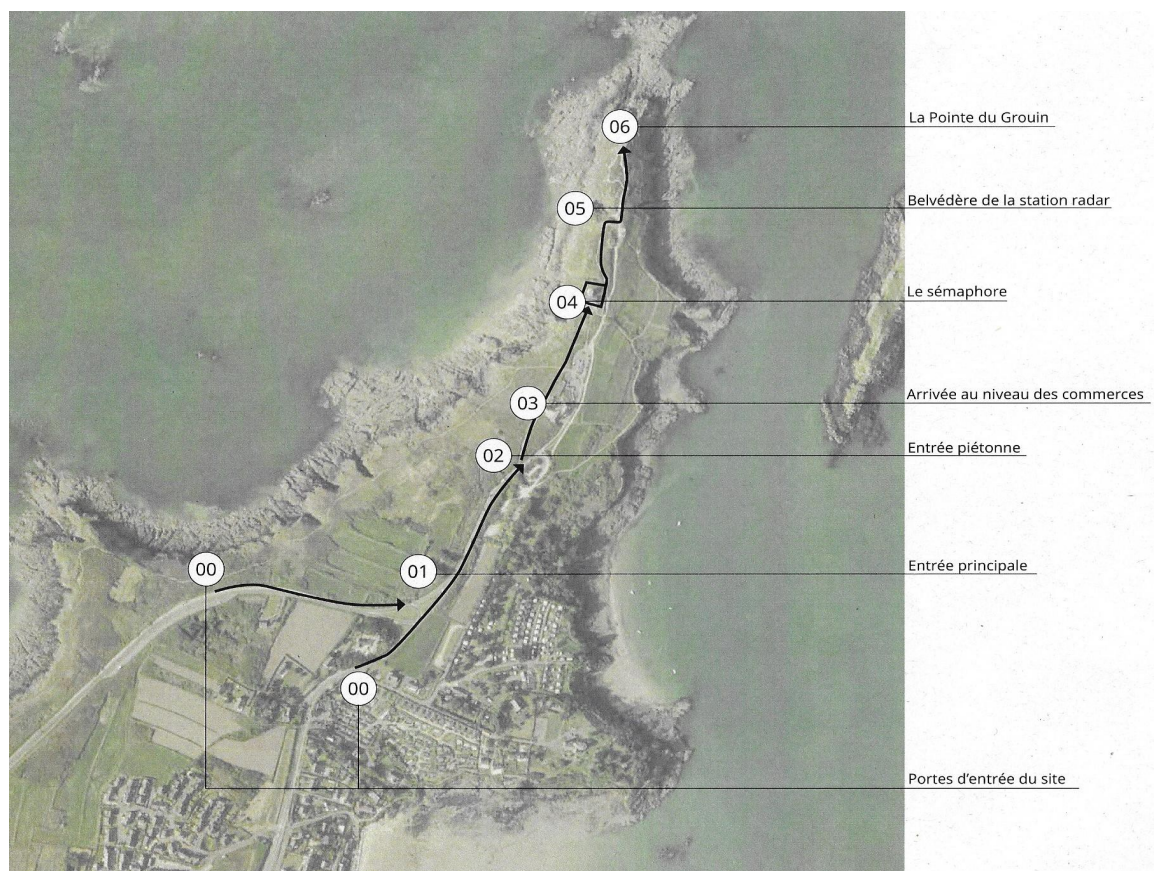 06 La Pointe du Grouin
05 Belvédère de la station radar
04 Le sémaphore
03 Arrivée au niveau des commerces
02 Entrée piétonne
00 01 Entrée principale
00
Portes d'entrée du site